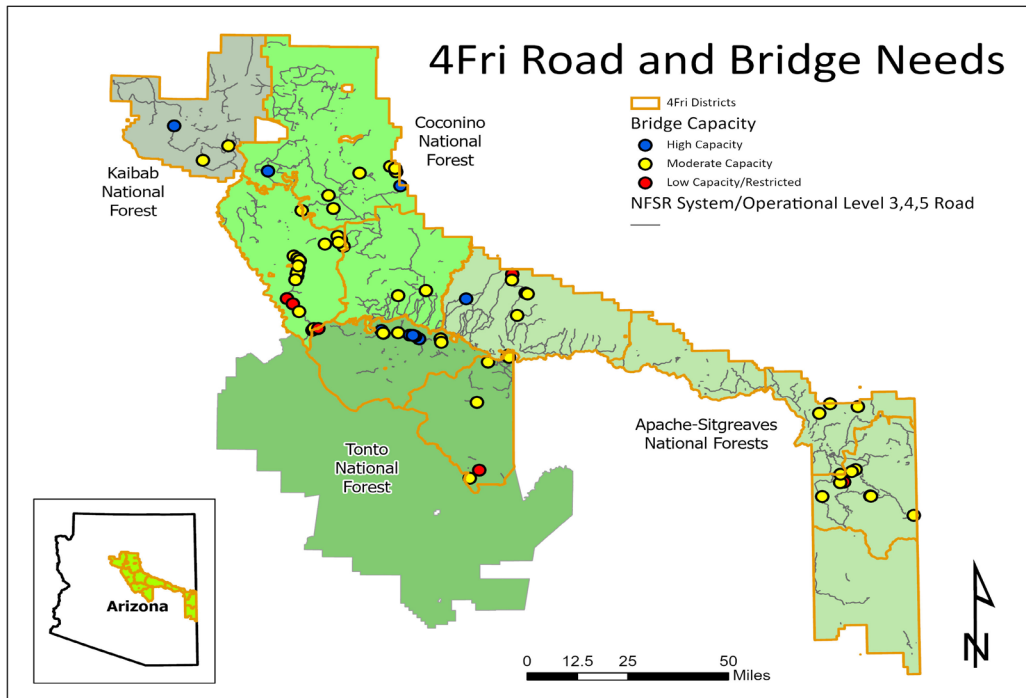 4Fri Road and Bridge Needs
4Fri Districts
Bridge Capacity
High Capacity
Moderate Capacity
Low Capacity/Restricted
NFSR System/Operational Level 3,4,5 Road
Coconino
National
Forest
Kaibab
National
Forest
Apache-Sitgreaves
National Forests
Tonto
National
Forest
Arizona
N
0 12.5 25 50
Miles